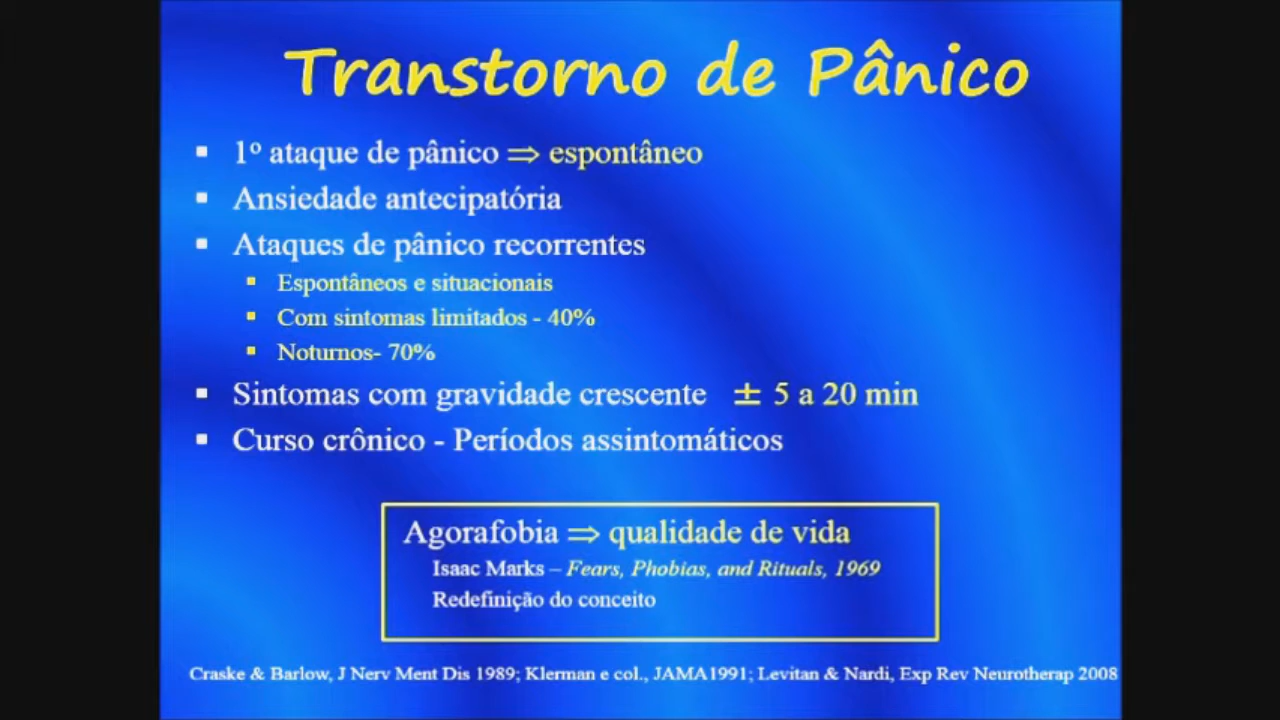 Transtorno de Pânico
▪ 1º ataque de pânico ⇒ espontâneo
▪ Ansiedade antecipatória
▪ Ataques de pânico recorrentes
▪ Espontâneos e situacionais
▪ Com sintomas limitados - 40%
▪ Noturnos- 70%
▪ Sintomas com gravidade crescente ± 5 a 20 min
▪ Curso crônico - Períodos assintomáticos
Agorafobia ⇒ qualidade de vida
Isaac Marks – Fears, Phobias, and Rituals, 1969
Redefinição do conceito
Craske & Barlow, J Nerv Ment Dis 1989; Klerman e col., JAMA1991; Levitan & Nardi, Exp Rev Neurotherap 2008